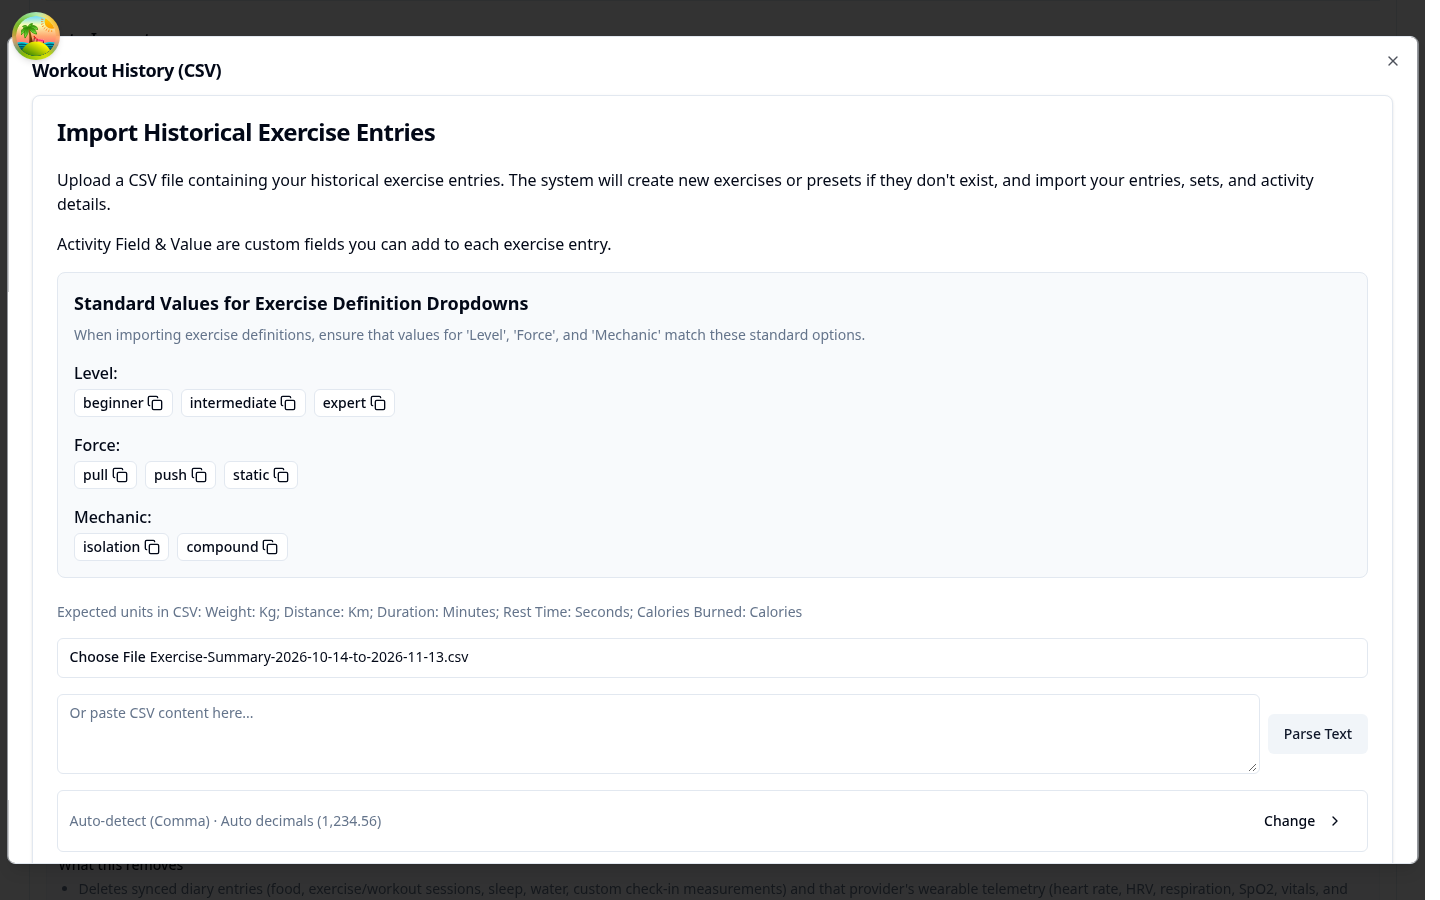 Workout History (CSV)
Import Historical Exercise Entries
Upload a CSV file containing your historical exercise entries. The system will create new exercises or presets if they don't exist, and import your entries, sets, and activity
details.
Activity Field & Value are custom fields you can add to each exercise entry.
Standard Values for Exercise Definition Dropdowns
When importing exercise definitions, ensure that values for 'Level', 'Force', and 'Mechanic' match these standard options.
Level:
beginner intermediate expert
Force:
pull push static
Mechanic:
isolation compound
Expected units in CSV: Weight: Kg; Distance: Km; Duration: Minutes; Rest Time: Seconds; Calories Burned: Calories
Choose File Exercise-Summary-2026-10-14-to-2026-11-13.csv
Or paste CSV content here...
Parse Text
Auto-detect (Comma) · Auto decimals (1,234.56)
Change
What this removes
• Deletes synced diary entries (food, exercise/workout sessions, sleep, water, custom check-in measurements) and that provider's wearable telemetry (heart rate, HRV, respiration, SpO2, vitals, and